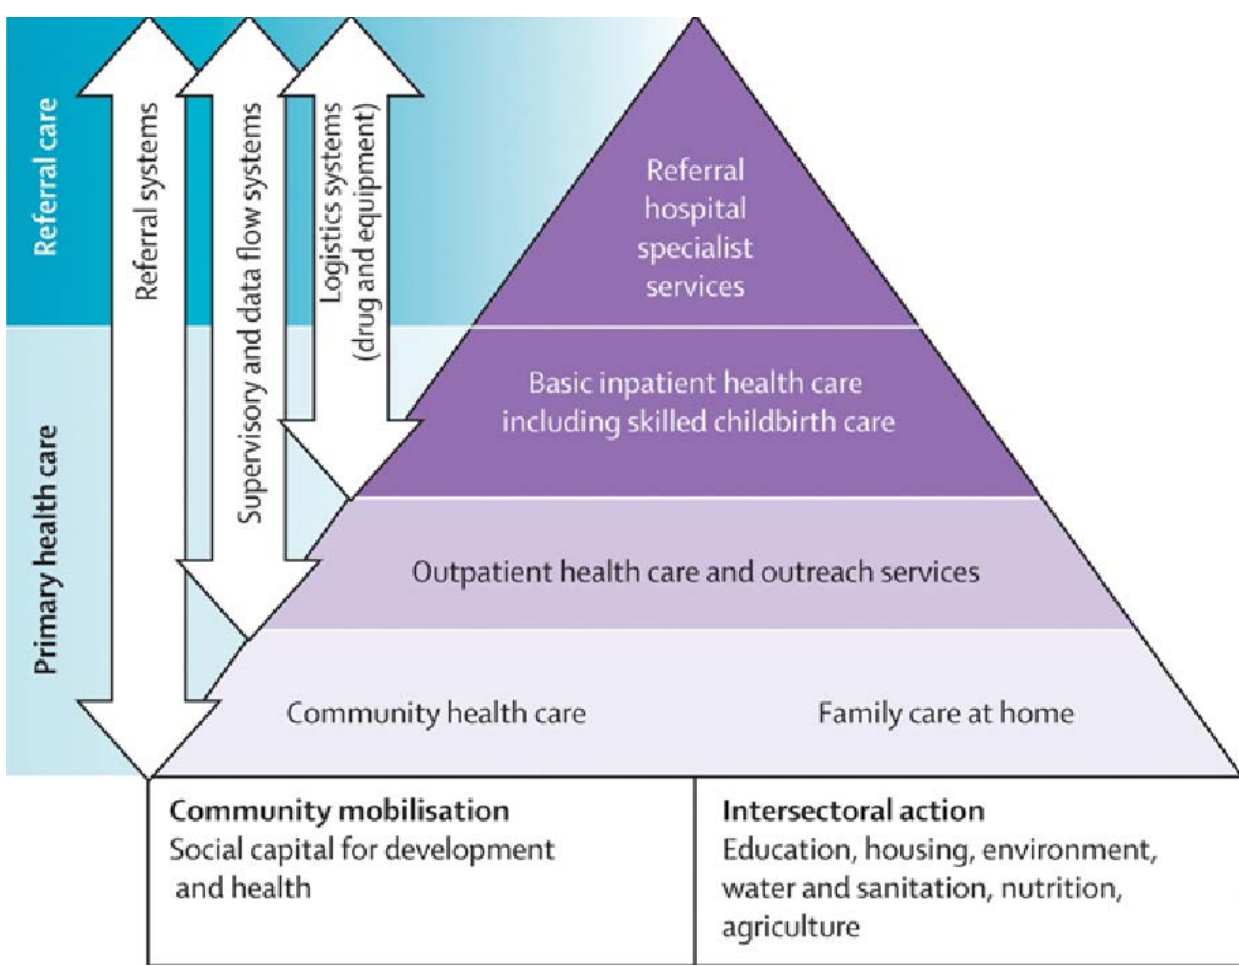 Referral care
Primary health care
Referral systems
Supervisory and data flow systems
Logistics systems
(drug and equipment)
Referral
hospital
specialist
services
Basic inpatient health care
including skilled childbirth care
Outpatient health care and outreach services
Community health care
Family care at home
Community mobilisation
Social capital for development
and health
Intersectoral action
Education, housing, environment,
water and sanitation, nutrition,
agriculture